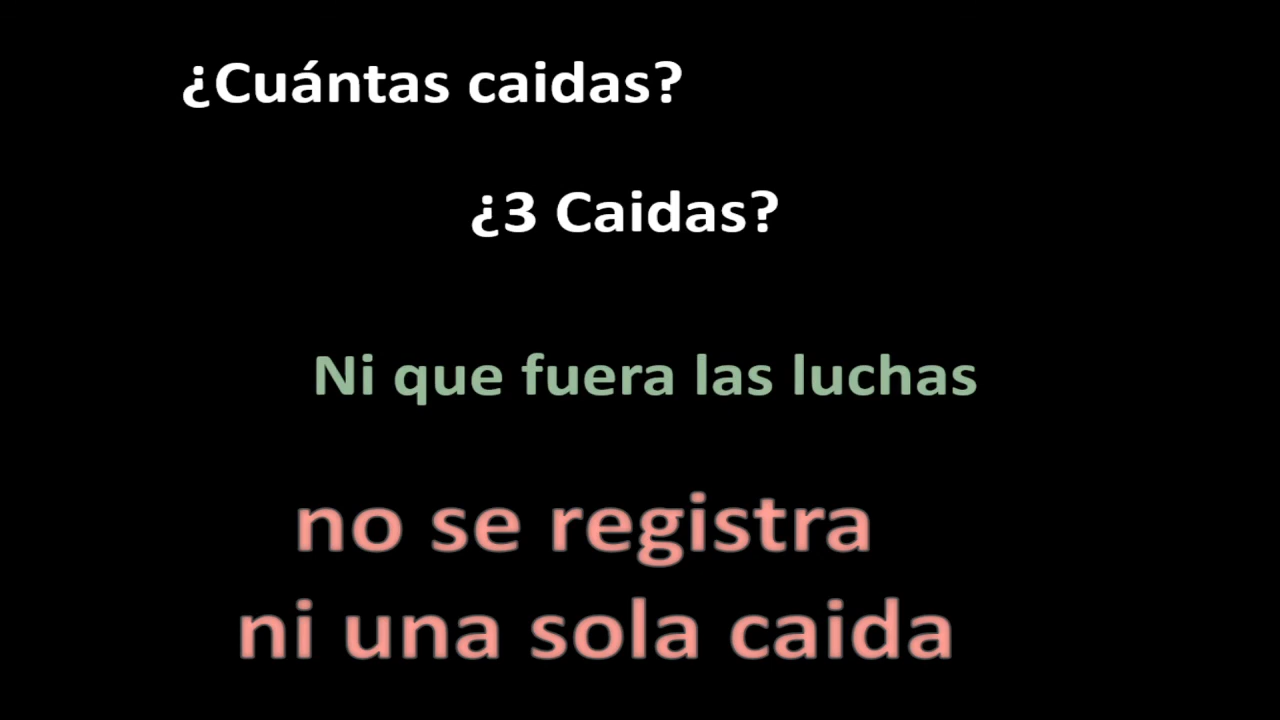 ¿Cuántas caidas?
¿3 Caidas?
Ni que fuera las luchas
no se registra
ni una sola caida